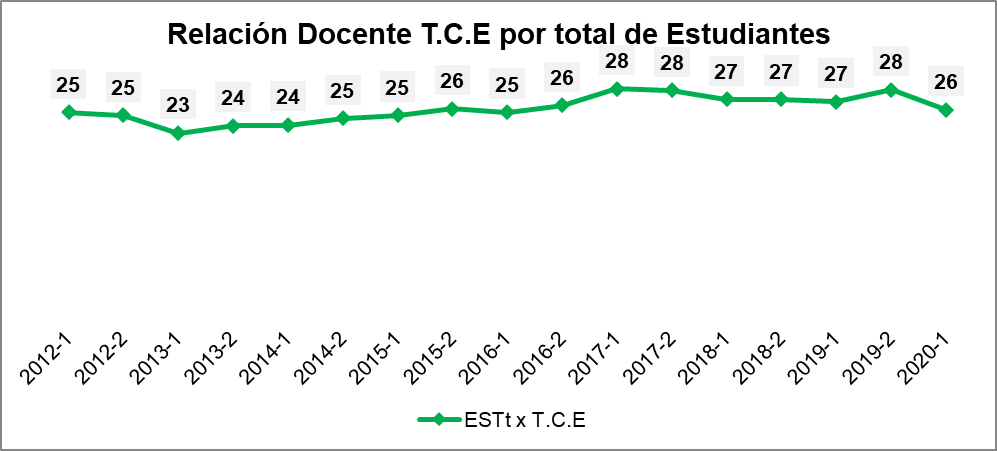 Relación Docente T.C.E por total de Estudiantes
25 25 23 24 24 25 25 26 25 26 28 28 27 27 27 28 26
2012-1 2012-2 2013-1 2013-2 2014-1 2014-2 2015-1 2015-2 2016-1 2016-2 2017-1 2017-2 2018-1 2018-2 2019-1 2019-2 2020-1
ESTt x T.C.E